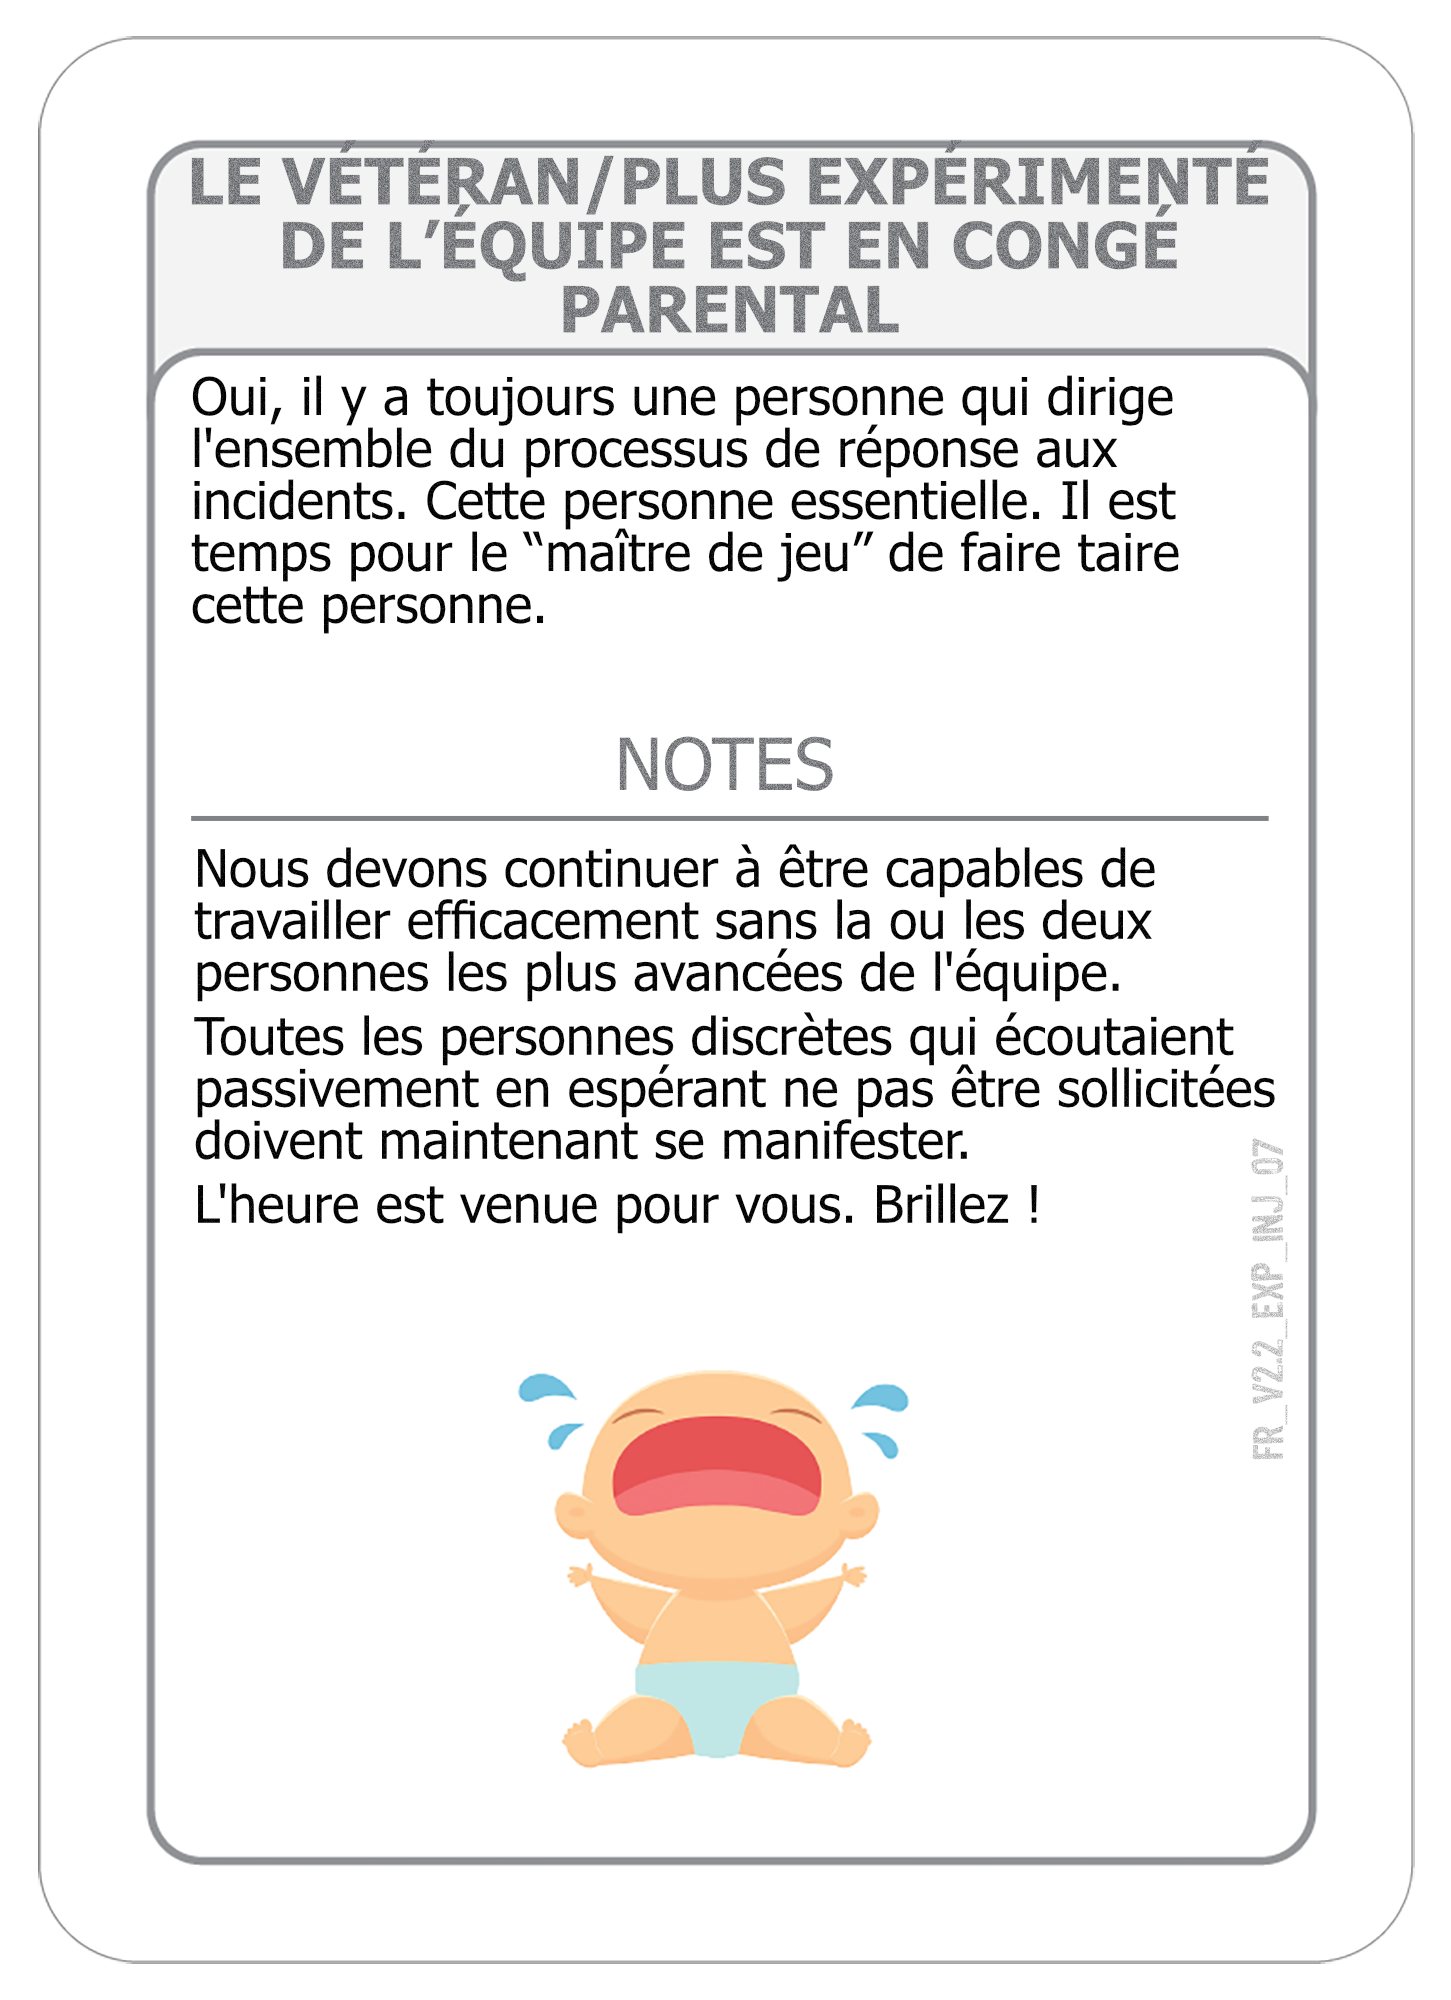 LE VÉTÉRAN/PLUS EXPÉRIMENTÉ
DE L’ÉQUIPE EST EN CONGÉ
PARENTAL
Oui, il y a toujours une personne qui dirige
l'ensemble du processus de réponse aux
incidents. Cette personne essentielle. Il est
temps pour le “maître de jeu” de faire taire
cette personne.
NOTES
Nous devons continuer à être capables de
travailler efficacement sans la ou les deux
personnes les plus avancées de l'équipe.
Toutes les personnes discrètes qui écoutaient
passivement en espérant ne pas être sollicitées
doivent maintenant se manifester.
L'heure est venue pour vous. Brillez !
FR_V2.2_EXP_INJ_07